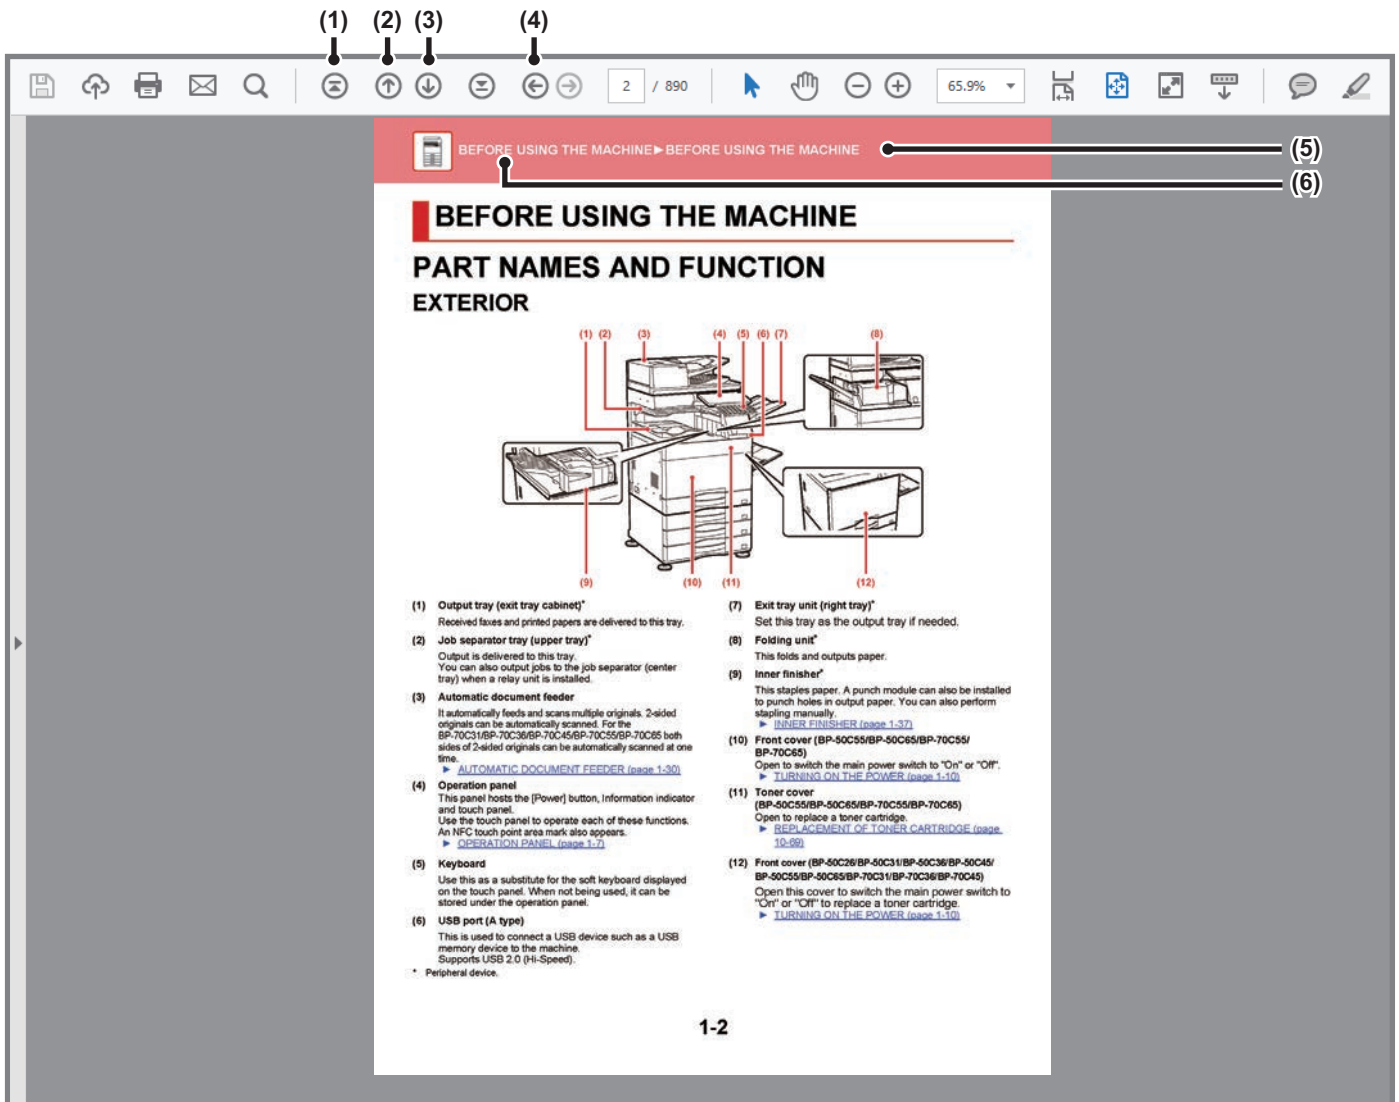 (1) (2) (3) (4)
2 / 890 65.9%
BEFORE USING THE MACHINE►BEFORE USING THE MACHINE
(5)
(6)
BEFORE USING THE MACHINE
PART NAMES AND FUNCTION
EXTERIOR
(1) (2) (3) (4) (5) (6) (7) (8)
(9) (10) (11) (12)
(1) Output tray (exit tray cabinet)*
Received faxes and printed papers are delivered to this tray.
(2) Job separator tray (upper tray)*
Output is delivered to this tray.
You can also output jobs to the job separator (center
tray) when a relay unit is installed.
(3) Automatic document feeder
It automatically feeds and scans multiple originals. 2-sided
originals can be automatically scanned. For the
BP-70C31/BP-70C36/BP-70C45/BP-70C55/BP-70C65 both
sides of 2-sided originals can be automatically scanned at one
time.
► AUTOMATIC DOCUMENT FEEDER (page 1-30)
(4) Operation panel
This panel hosts the [Power] button, Information indicator
and touch panel.
Use the touch panel to operate each of these functions.
An NFC touch point area mark also appears.
► OPERATION PANEL (page 1-7)
(5) Keyboard
Use this as a substitute for the soft keyboard displayed
on the touch panel. When not being used, it can be
stored under the operation panel.
(6) USB port (A type)
This is used to connect a USB device such as a USB
memory device to the machine.
Supports USB 2.0 (Hi-Speed).
* Peripheral device.
(7) Exit tray unit (right tray)*
Set this tray as the output tray if needed.
(8) Folding unit*
This folds and outputs paper.
(9) Inner finisher*
This staples paper. A punch module can also be installed
to punch holes in output paper. You can also perform
stapling manually.
► INNER FINISHER (page 1-37)
(10) Front cover (BP-50C55/BP-50C65/BP-70C55/
BP-70C65)
Open to switch the main power switch to "On" or "Off".
► TURNING ON THE POWER (page 1-10)
(11) Toner cover
(BP-50C55/BP-50C65/BP-70C55/BP-70C65)
Open to replace a toner cartridge.
► REPLACEMENT OF TONER CARTRIDGE (page
10-69)
(12) Front cover (BP-50C26/BP-50C31/BP-50C36/BP-50C45/
BP-50C55/BP-50C65/BP-70C31/BP-70C36/BP-70C45)
Open this cover to switch the main power switch to
"On" or "Off" to replace a toner cartridge.
► TURNING ON THE POWER (page 1-10)
1-2